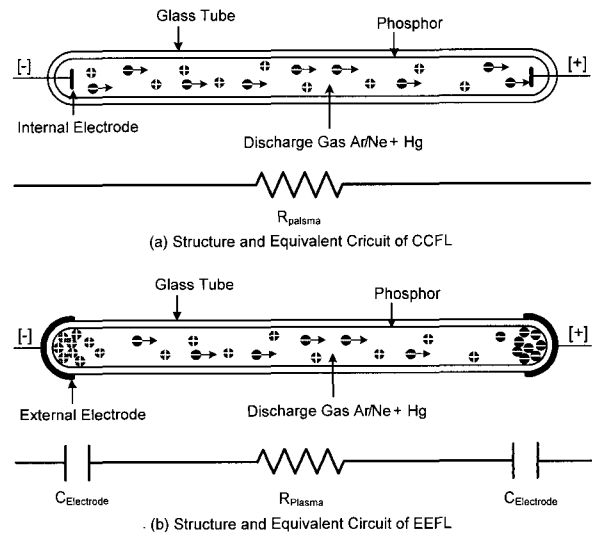 Glass Tube
Phosphor
[-]
[+]
Internal Electrode
Discharge Gas Ar/Ne + Hg
Rpalsma
(a) Structure and Equivalent Cricuit of CCFL
Glass Tube
Phosphor
[-]
[+]
External Electrode
Discharge Gas Ar/Ne + Hg
CElectrode
RPlasma
CElectrode
(b) Structure and Equivalent Circuit of EEFL